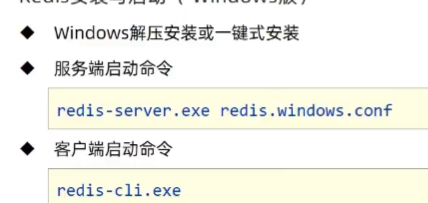 Redis安装与启动（Windows版）
◆ Windows解压安装或一键式安装
◆ 服务端启动命令
redis-server.exe redis.windows.conf
◆ 客户端启动命令
redis-cli.exe